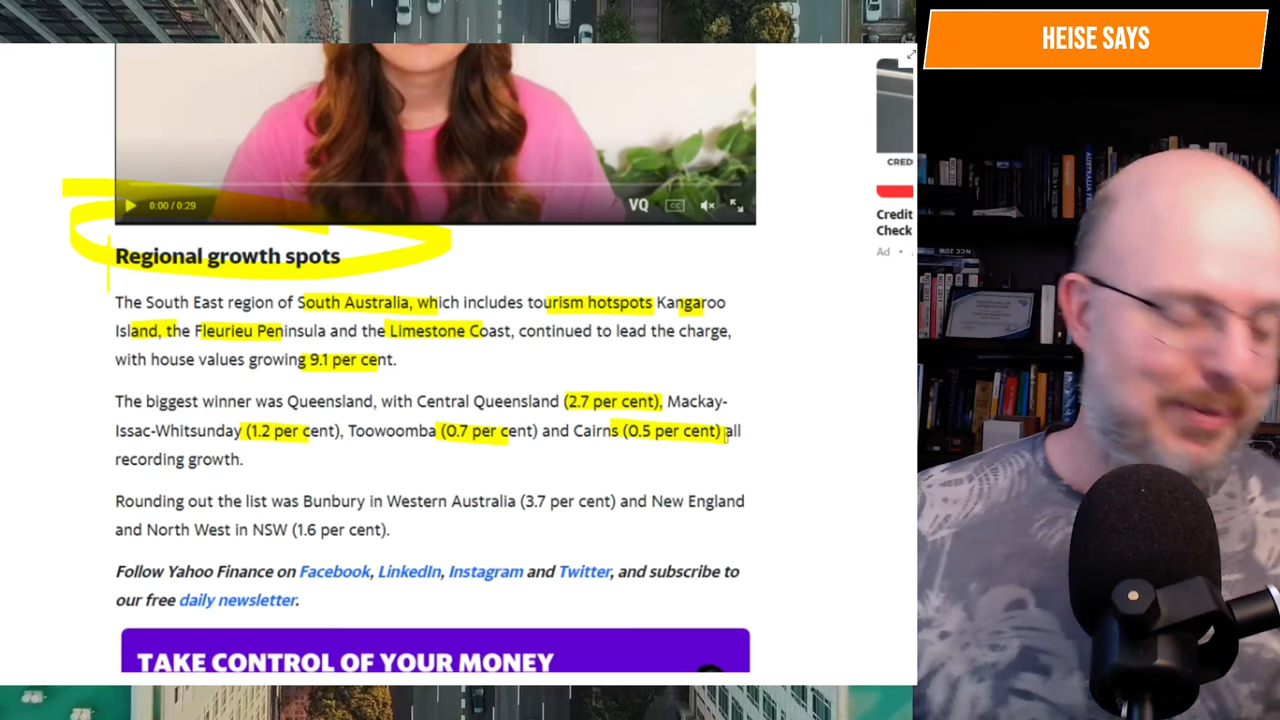 HEISE SAYS
0:00 / 0:29
VQ
CC
CRED
Credit
Check
Ad •
Regional growth spots
The South East region of South Australia, which includes tourism hotspots Kangaroo
Island, the Fleurieu Peninsula and the Limestone Coast, continued to lead the charge,
with house values growing 9.1 per cent.
The biggest winner was Queensland, with Central Queensland (2.7 per cent), Mackay-
Issac-Whitsunday (1.2 per cent), Toowoomba (0.7 per cent) and Cairns (0.5 per cent) all
recording growth.
Rounding out the list was Bunbury in Western Australia (3.7 per cent) and New England
and North West in NSW (1.6 per cent).
Follow Yahoo Finance on Facebook, LinkedIn, Instagram and Twitter, and subscribe to
our free daily newsletter.
TAKE CONTROL OF YOUR MONEY